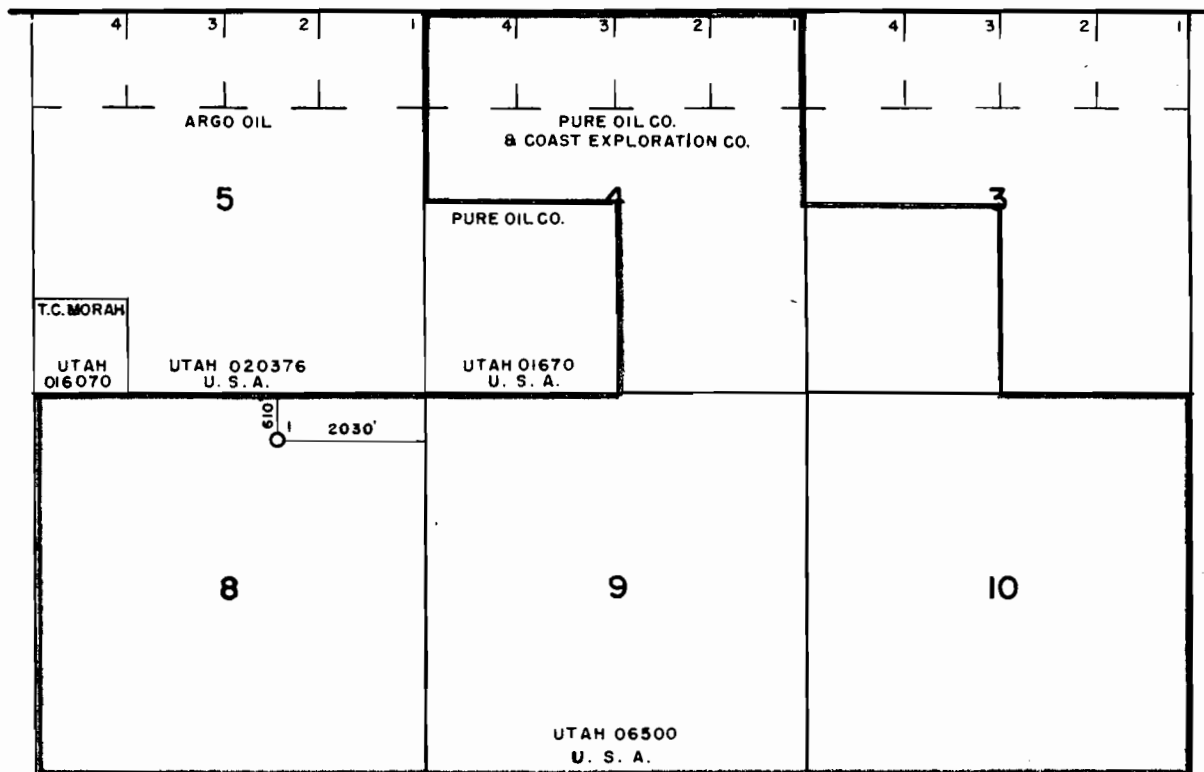 4 3 2 1 4 3 2 1 4 3 2 1
ARGO OIL
PURE OIL CO.
& COAST EXPLORATION CO.
5
4
3
PURE OIL CO.
T.C. MORAH
UTAH
016070
UTAH 020376
U. S. A.
UTAH 01670
U. S. A.
610'
1
2030'
8
9
10
UTAH 06500
U. S. A.